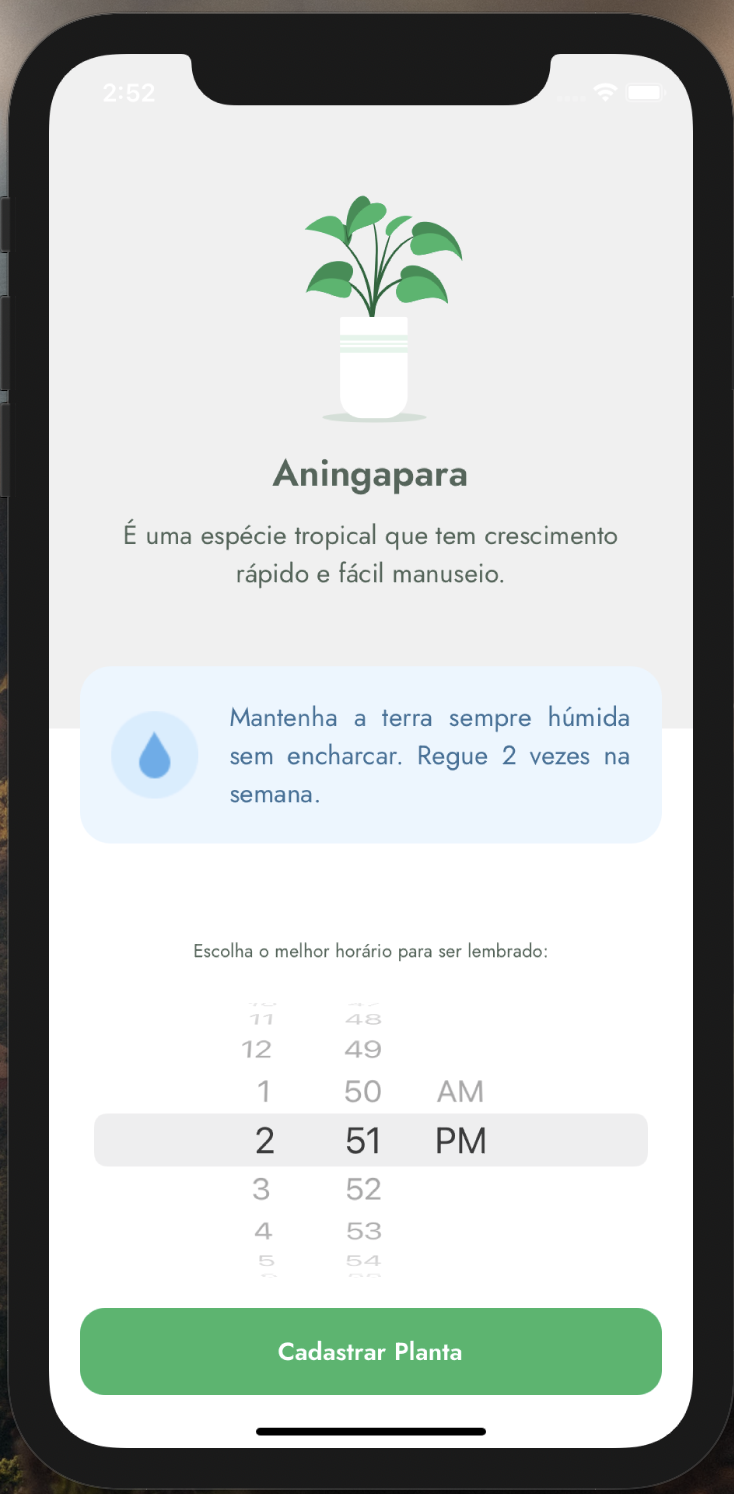 2:52
Aningapara
É uma espécie tropical que tem crescimento
rápido e fácil manuseio.
Mantenha a terra sempre húmida
sem encharcar. Regue 2 vezes na
semana.
Escolha o melhor horário para ser lembrado:
11 48
12 49
1 50 AM
2 51 PM
3 52
4 53
5 54
Cadastrar Planta